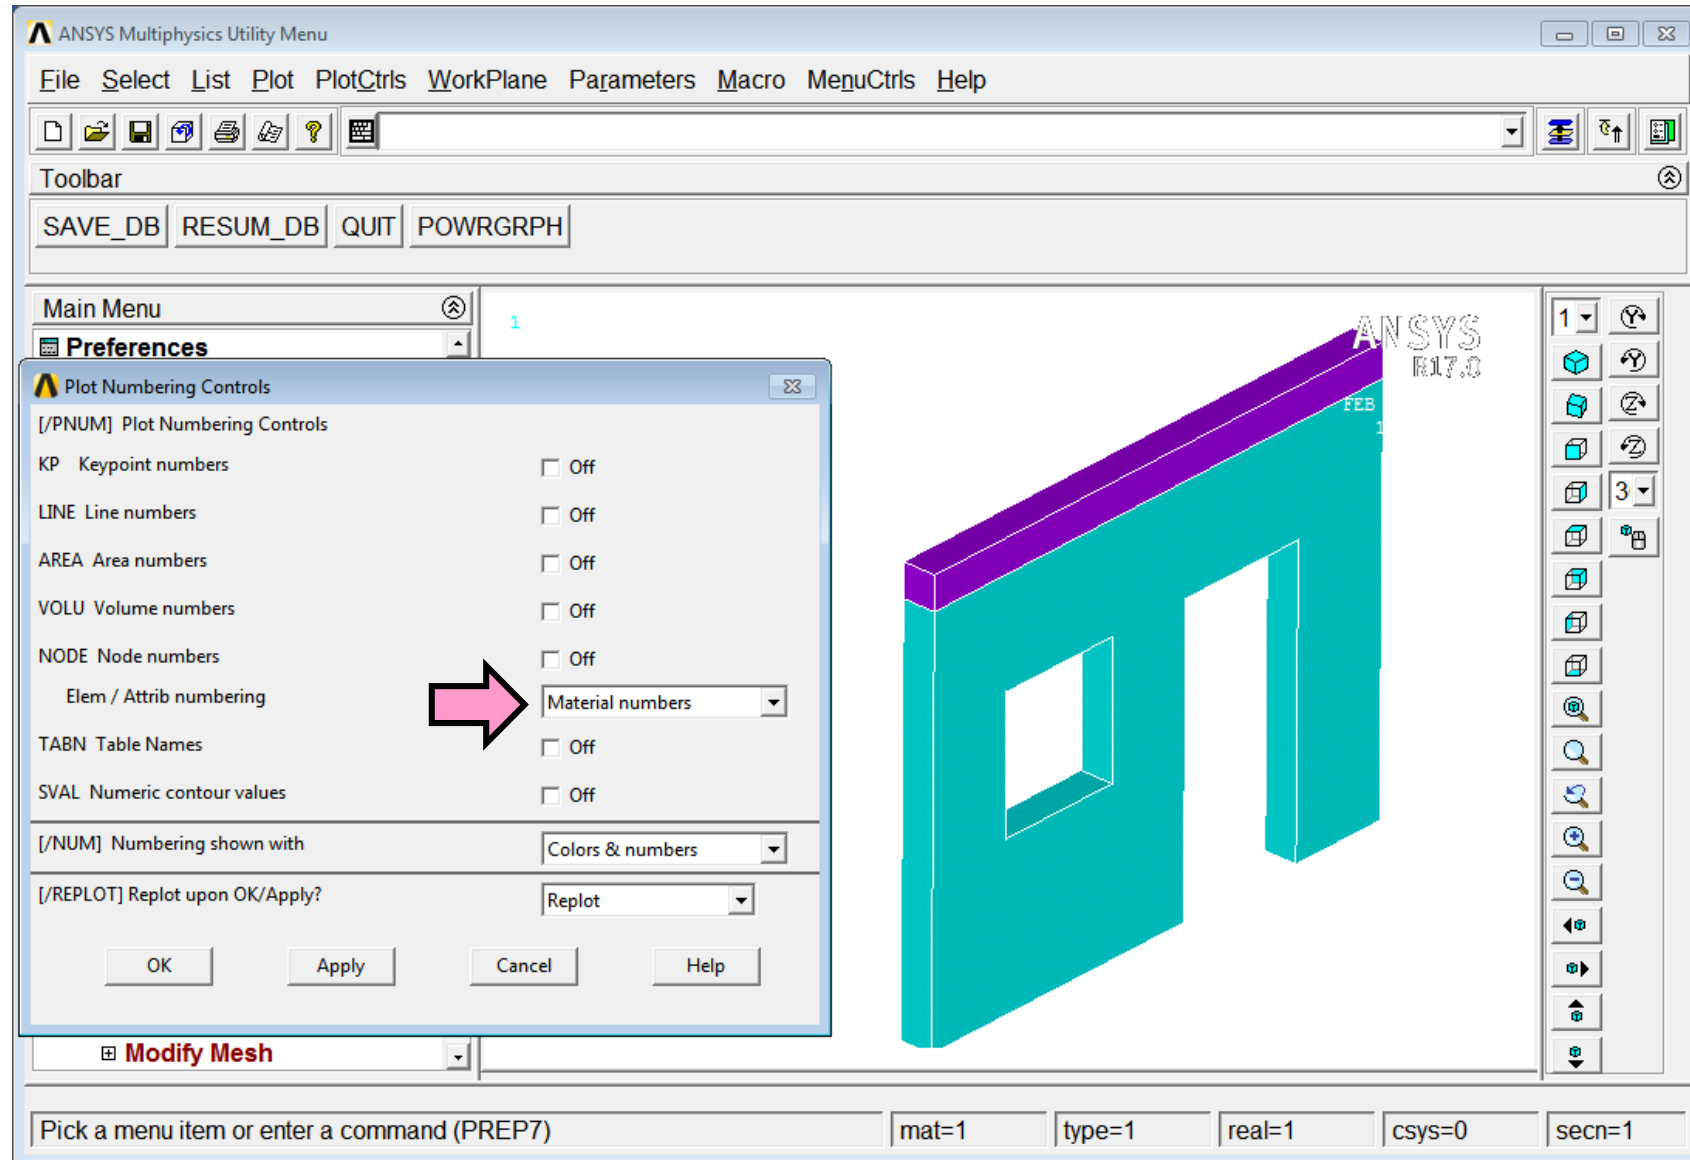 ANSYS Multiphysics Utility Menu
File Select List Plot PlotCtrls WorkPlane Parameters Macro MenuCtrls Help
Toolbar
SAVE_DB RESUM_DB QUIT POWRGRPH
Main Menu
Preferences
Plot Numbering Controls
[/PNUM] Plot Numbering Controls
KP Keypoint numbers Off
LINE Line numbers Off
AREA Area numbers Off
VOLU Volume numbers Off
NODE Node numbers Off
Elem / Attrib numbering Material numbers
TABN Table Names Off
SVAL Numeric contour values Off
[/NUM] Numbering shown with Colors & numbers
[/REPLOT] Replot upon OK/Apply? Replot
OK Apply Cancel Help
Modify Mesh
1
ANSYS
R17.0
FEB
1
1
3
Pick a menu item or enter a command (PREP7) mat=1 type=1 real=1 csys=0 secn=1